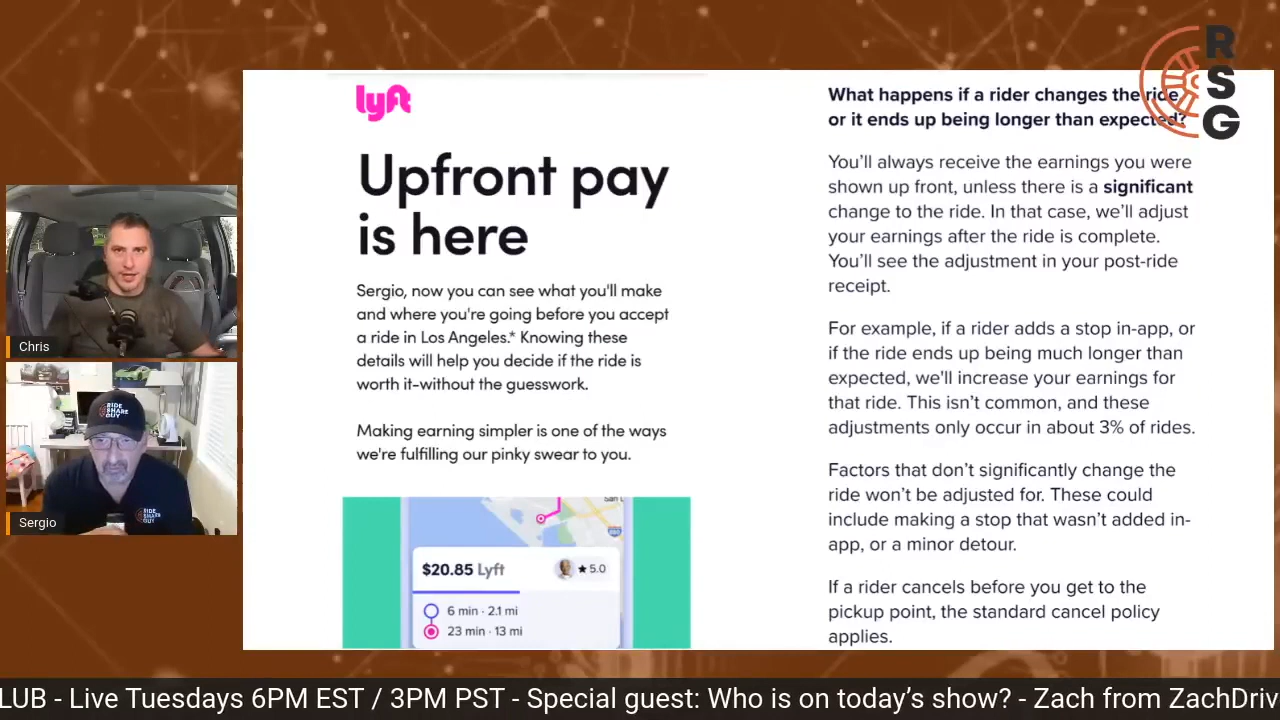 RSG
lyft
Upfront pay
is here
Sergio, now you can see what you'll make
and where you're going before you accept
a ride in Los Angeles.* Knowing these
details will help you decide if the ride is
worth it-without the guesswork.
Making earning simpler is one of the ways
we're fulfilling our pinky swear to you.
San L
$20.85 Lyft
★ 5.0
6 min · 2.1 mi
23 min · 13 mi
What happens if a rider changes the ride
or it ends up being longer than expected?
You'll always receive the earnings you were
shown up front, unless there is a significant
change to the ride. In that case, we'll adjust
your earnings after the ride is complete.
You'll see the adjustment in your post-ride
receipt.
For example, if a rider adds a stop in-app, or
if the ride ends up being much longer than
expected, we'll increase your earnings for
that ride. This isn't common, and these
adjustments only occur in about 3% of rides.
Factors that don't significantly change the
ride won't be adjusted for. These could
include making a stop that wasn't added in-
app, or a minor detour.
If a rider cancels before you get to the
pickup point, the standard cancel policy
applies.
Chris
RIDE
SHARE
GUY
RIDE
SHARE
GUY
Sergio
LUB - Live Tuesdays 6PM EST / 3PM PST - Special guest: Who is on today's show? - Zach from ZachDriv